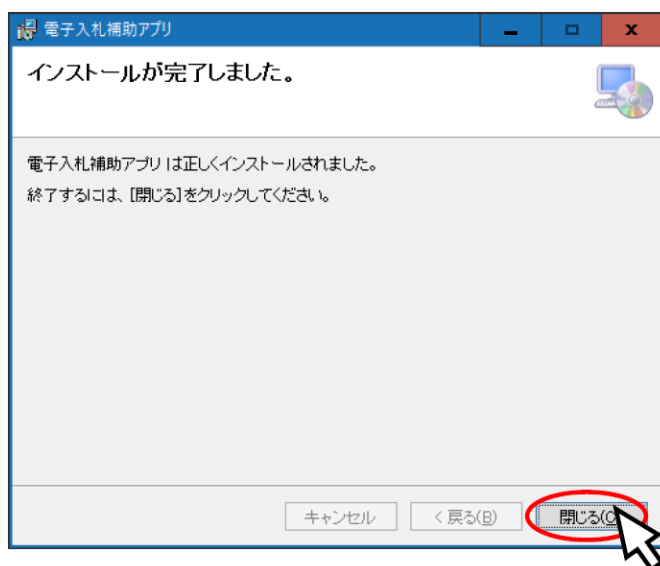 電子入札補助アプリ
インストールが完了しました。
電子入札補助アプリ は正しくインストールされました。
終了するには、[閉じる]をクリックしてください。
キャンセル
< 戻る(B)
閉じる(C